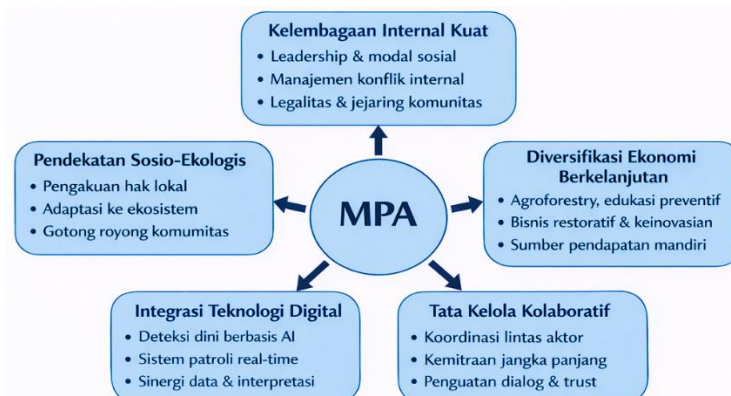 Kelembagaan Internal Kuat
• Leadership & modal sosial
• Manajemen konflik internal
• Legalitas & jejaring komunitas
Pendekatan Sosio-Ekologis
• Pengakuan hak lokal
• Adaptasi ke ekosistem
• Gotong royong komumitas
MPA
Diversifikasi Ekonomi
Berkelanjutan
• Agroforestry, edukasi preventif
• Bisnis restoratif & keinovasian
• Sumber pendapatan mandiri
Integrasi Teknologi Digital
• Deteksi dini berbasis AI
• Sistem patroli real-time
• Sinergi data & interpretasi
Tata Kelola Kolaboratif
• Koordinasi lintas aktor
• Kemitraan jangka panjang
• Penguatan dialog & trust